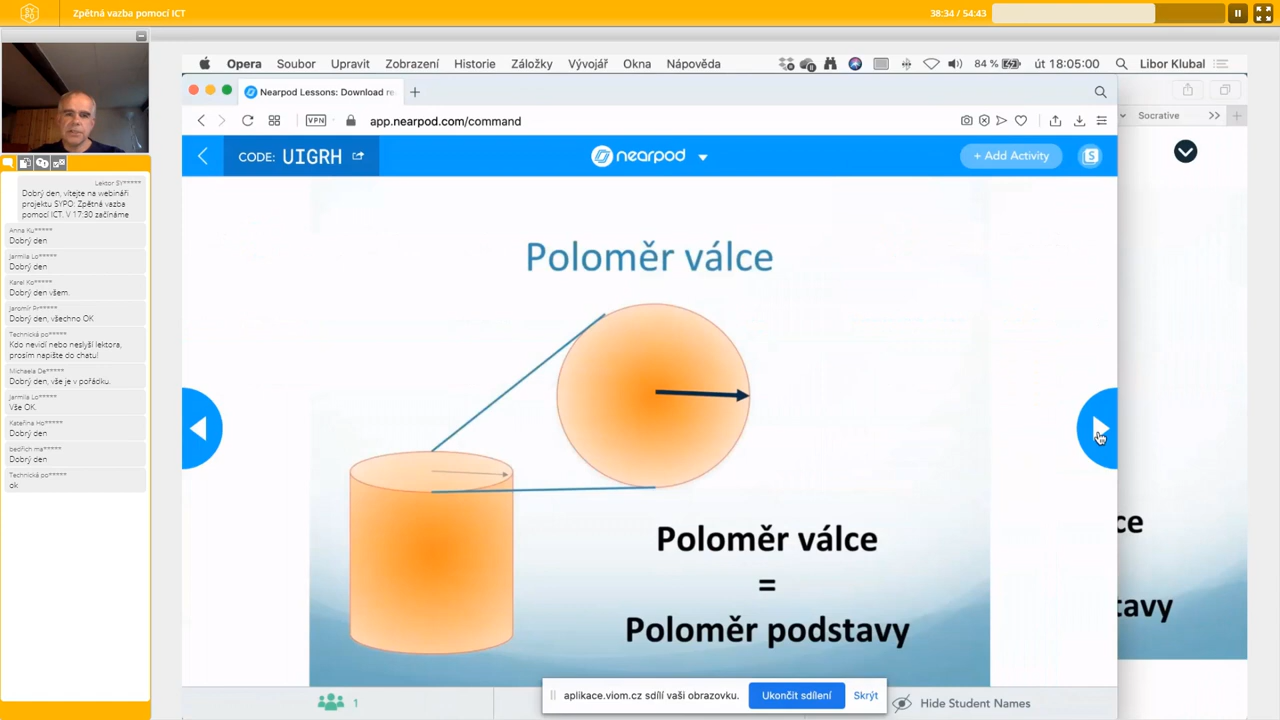 Zpětná vazba pomocí ICT
38:34 / 54:43
Opera Soubor Upravit Zobrazení Historie Záložky Vývojář Okna Nápověda
84 % út 18:05:00 Libor Klubal
Nearpod Lessons: Download re
VPN
app.nearpod.com/command
Socrative
CODE: UIGRH
nearpod
+ Add Activity
S
Lektor SY*****
Dobrý den, vítejte na webináři
projektu SYPO: Zpětná vazba
pomocí ICT. V 17:30 začínáme
Anna Ku*****
Dobrý den
Jarmila Lo*****
Dobrý den
Karel Ko*****
Dobrý den všem.
Jaromír Pr*****
Dobrý den, všechno OK
Technická po*****
Kdo nevidí nebo neslyší lektora,
prosím napište do chatu!
Michaela De*****
Dobrý den, vše je v pořádku.
Jarmila Lo*****
Vše OK.
Kateřina Ho*****
Dobrý den
bedřich ma*****
Dobrý den
Technická po*****
ok
Poloměr válce
Poloměr válce
=
Poloměr podstavy
ce
tavy
1
aplikace.viom.cz sdílí vaši obrazovku.
Ukončit sdílení
Skrýt
Hide Student Names